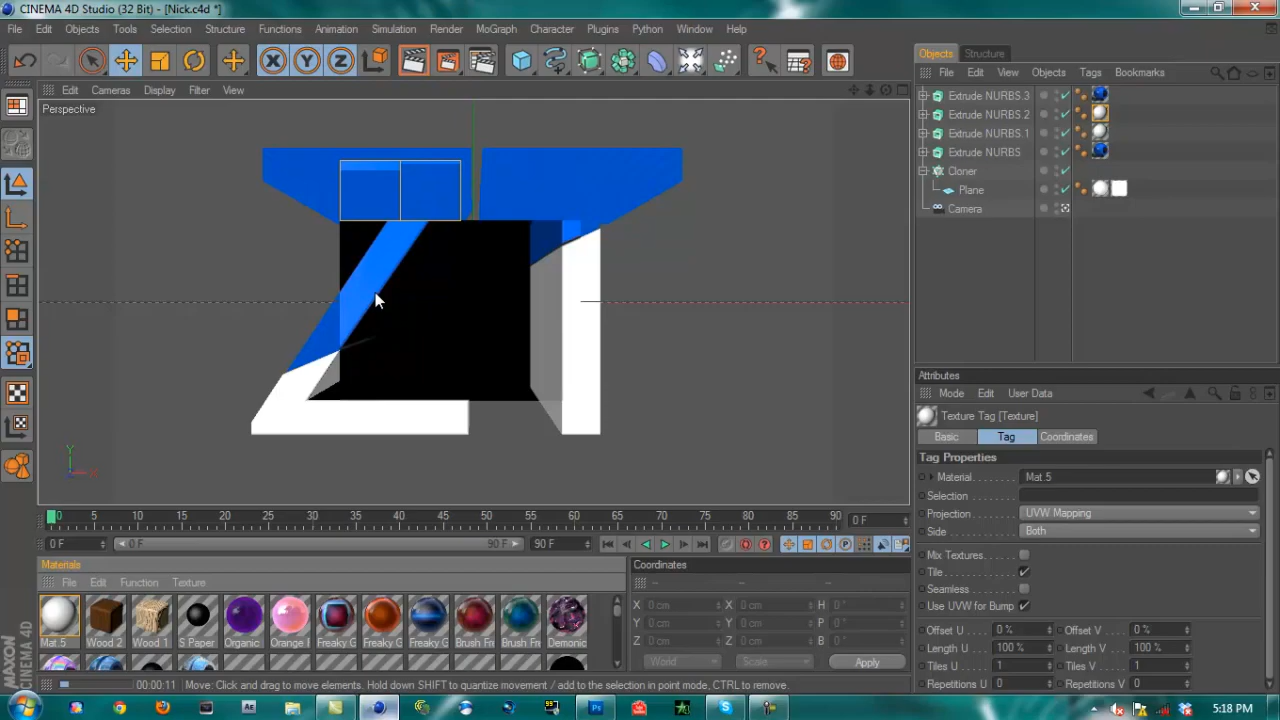 CINEMA 4D Studio (64 Bit) - [Nick.c4d *]
File Edit Objects Tools Selection Structure Functions Animation Simulation Render MoGraph Character Plugins Python Window Help
X Y Z
Objects Structure
File Edit View Objects Tags Bookmarks
Edit Cameras Display Filter View
Perspective
Extrude NURBS.3
Extrude NURBS.2
Extrude NURBS.1
Extrude NURBS
Cloner
Plane
Camera
Attributes
Mode Edit User Data
Texture Tag [Texture]
Basic Tag Coordinates
Tag Properties
Material Mat.5
Selection
Projection UVW Mapping
Side Both
Mix Textures
Tile
Seamless
Use UVW for Bump
Offset U 0 % Offset V 0 %
Length U 100 % Length V 100 %
Tiles U 1 Tiles V 1
Repetitions U 0 Repetitions V 0
Y
X
0 5 10 15 20 25 30 35 40 45 50 55 60 65 70 75 80 85 90 0 F
0 F 0 F 90 F 90 F
Materials
File Edit Function Texture
Mat.5 Wood 2 Wood 1 S Paper Organic Orange Freaky G Freaky G Freaky G Brush Fr Brush Fr Demonic
Coordinates
-- -- --
X 0 cm X 0 cm H 0 °
Y 0 cm Y 0 cm P 0 °
Z 0 cm Z 0 cm B 0 °
World Scale Apply
MAXON
CINEMA 4D
00:00:11 Move: Click and drag to move elements. Hold down SHIFT to quantize movement / add to the selection in point mode, CTRL to remove.
5:18 PM